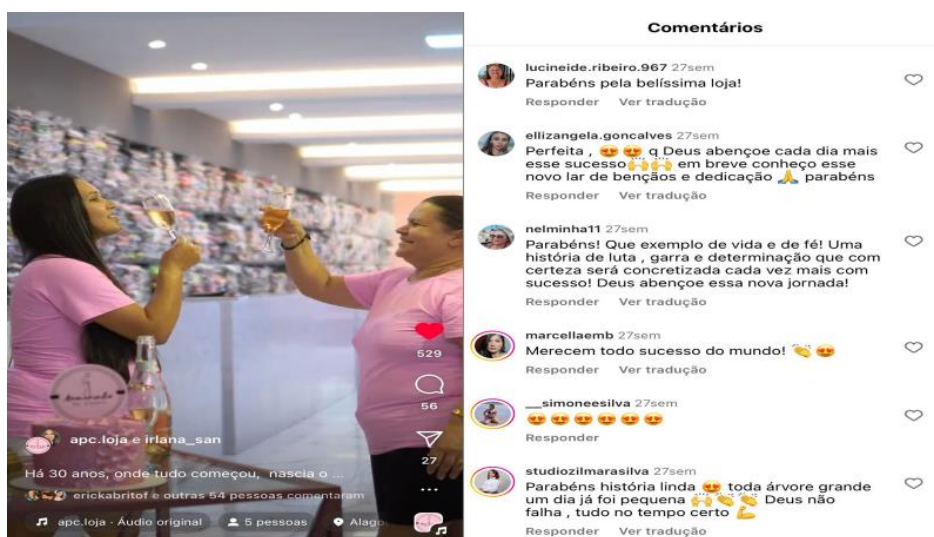 529
56
27
apc.loja e irlana_san
Há 30 anos, onde tudo começou, nascia o ...
erickabritof e outras 54 pessoas comentaram
apc.loja · Áudio original
5 pessoas
Alago
Comentários
lucineide.ribeiro.967 27sem
Parabéns pela belíssima loja!
Responder Ver tradução
ellizangela.goncalves 27sem
Perfeita , 😍 😍 q Deus abençoe cada dia mais
esse sucesso🙌🙌 em breve conheço esse
novo lar de bençãos e dedicação 🙏 parabéns
Responder Ver tradução
nelminha11 27sem
Parabéns! Que exemplo de vida e de fé! Uma
história de luta , garra e determinação que com
certeza será concretizada cada vez mais com
sucesso! Deus abençoe essa nova jornada!
Responder Ver tradução
marcellaemb 27sem
Merecem todo sucesso do mundo! 👏 😍
Responder Ver tradução
__simoneesilva 27sem
😍 😍 😍 😍 😍 😍
Responder
studiozilmarasilva 27sem
Parabéns história linda 😍 toda árvore grande
um dia já foi pequena 🙌👏👏 Deus não
falha , tudo no tempo certo 💪
Responder Ver tradução